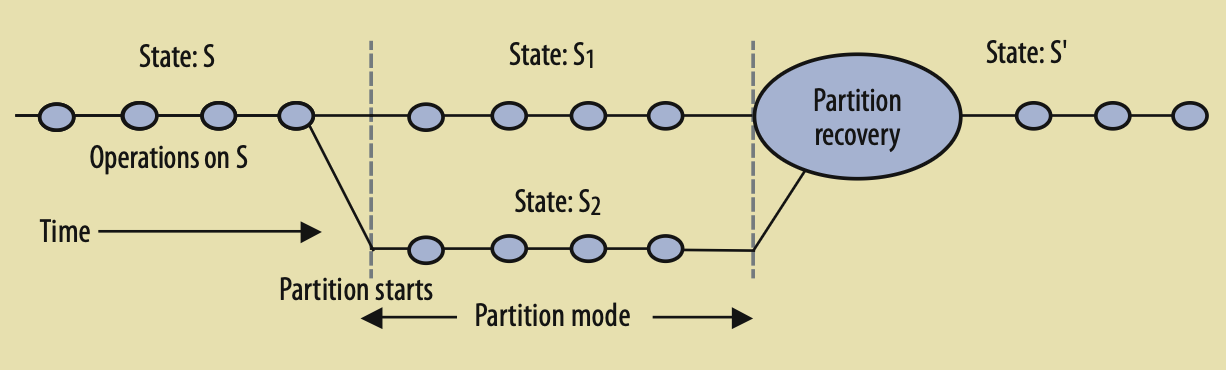 State: S
State: S₁
State: S'
Partition
recovery
Operations on S
State: S₂
Time
Partition starts
Partition mode